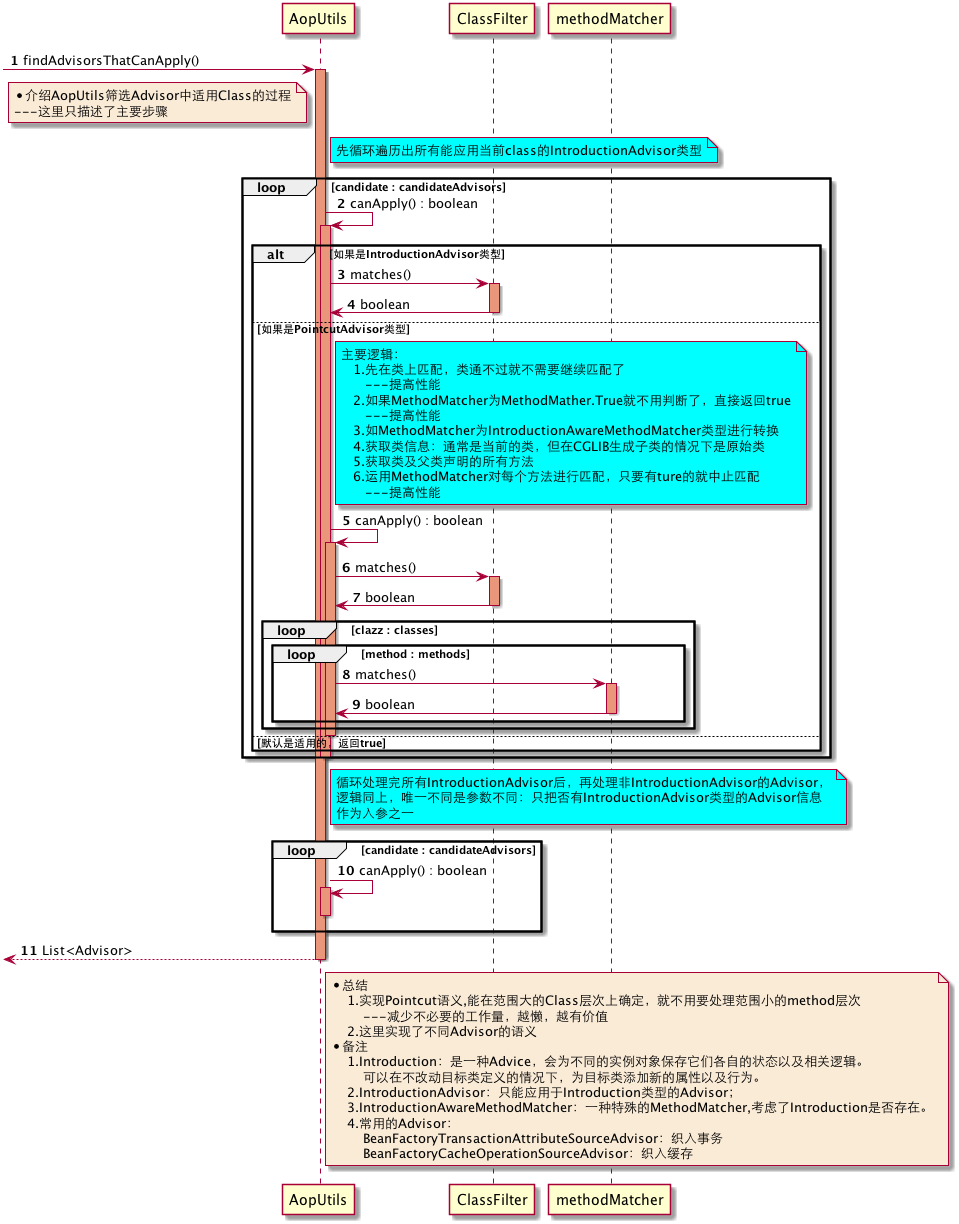 AopUtils ClassFilter methodMatcher
1 findAdvisorsThatCanApply()
•介绍AopUtils筛选Advisor中适用Class的过程
---这里只描述了主要步骤
先循环遍历出所有能应用当前class的IntroductionAdvisor类型
loop [candidate : candidateAdvisors]
2 canApply() : boolean
alt [如果是IntroductionAdvisor类型]
3 matches()
4 boolean
[如果是PointcutAdvisor类型]
主要逻辑：
1.先在类上匹配，类通不过就不需要继续匹配了
---提高性能
2.如果MethodMatcher为MethodMather.True就不用判断了，直接返回true
---提高性能
3.如MethodMatcher为IntroductionAwareMethodMatcher类型进行转换
4.获取类信息：通常是当前的类，但在CGLIB生成子类的情况下是原始类
5.获取类及父类声明的所有方法
6.运用MethodMatcher对每个方法进行匹配，只要有ture的就中止匹配
---提高性能
5 canApply() : boolean
6 matches()
7 boolean
loop [clazz : classes]
loop [method : methods]
8 matches()
9 boolean
[默认是适用的，返回true]
循环处理完所有IntroductionAdvisor后，再处理非IntroductionAdvisor的Advisor，
逻辑同上，唯一不同是参数不同：只把否有IntroductionAdvisor类型的Advisor信息
作为入参之一
loop [candidate : candidateAdvisors]
10 canApply() : boolean
11 List<Advisor>
•总结
1.实现Pointcut语义,能在范围大的Class层次上确定，就不用要处理范围小的method层次
---减少不必要的工作量，越懒，越有价值
2.这里实现了不同Advisor的语义
•备注
1.Introduction：是一种Advice，会为不同的实例对象保存它们各自的状态以及相关逻辑。
可以在不改动目标类定义的情况下，为目标类添加新的属性以及行为。
2.IntroductionAdvisor：只能应用于Introduction类型的Advisor；
3.IntroductionAwareMethodMatcher：一种特殊的MethodMatcher,考虑了Introduction是否存在。
4.常用的Advisor：
BeanFactoryTransactionAttributeSourceAdvisor：织入事务
BeanFactoryCacheOperationSourceAdvisor：织入缓存
AopUtils ClassFilter methodMatcher